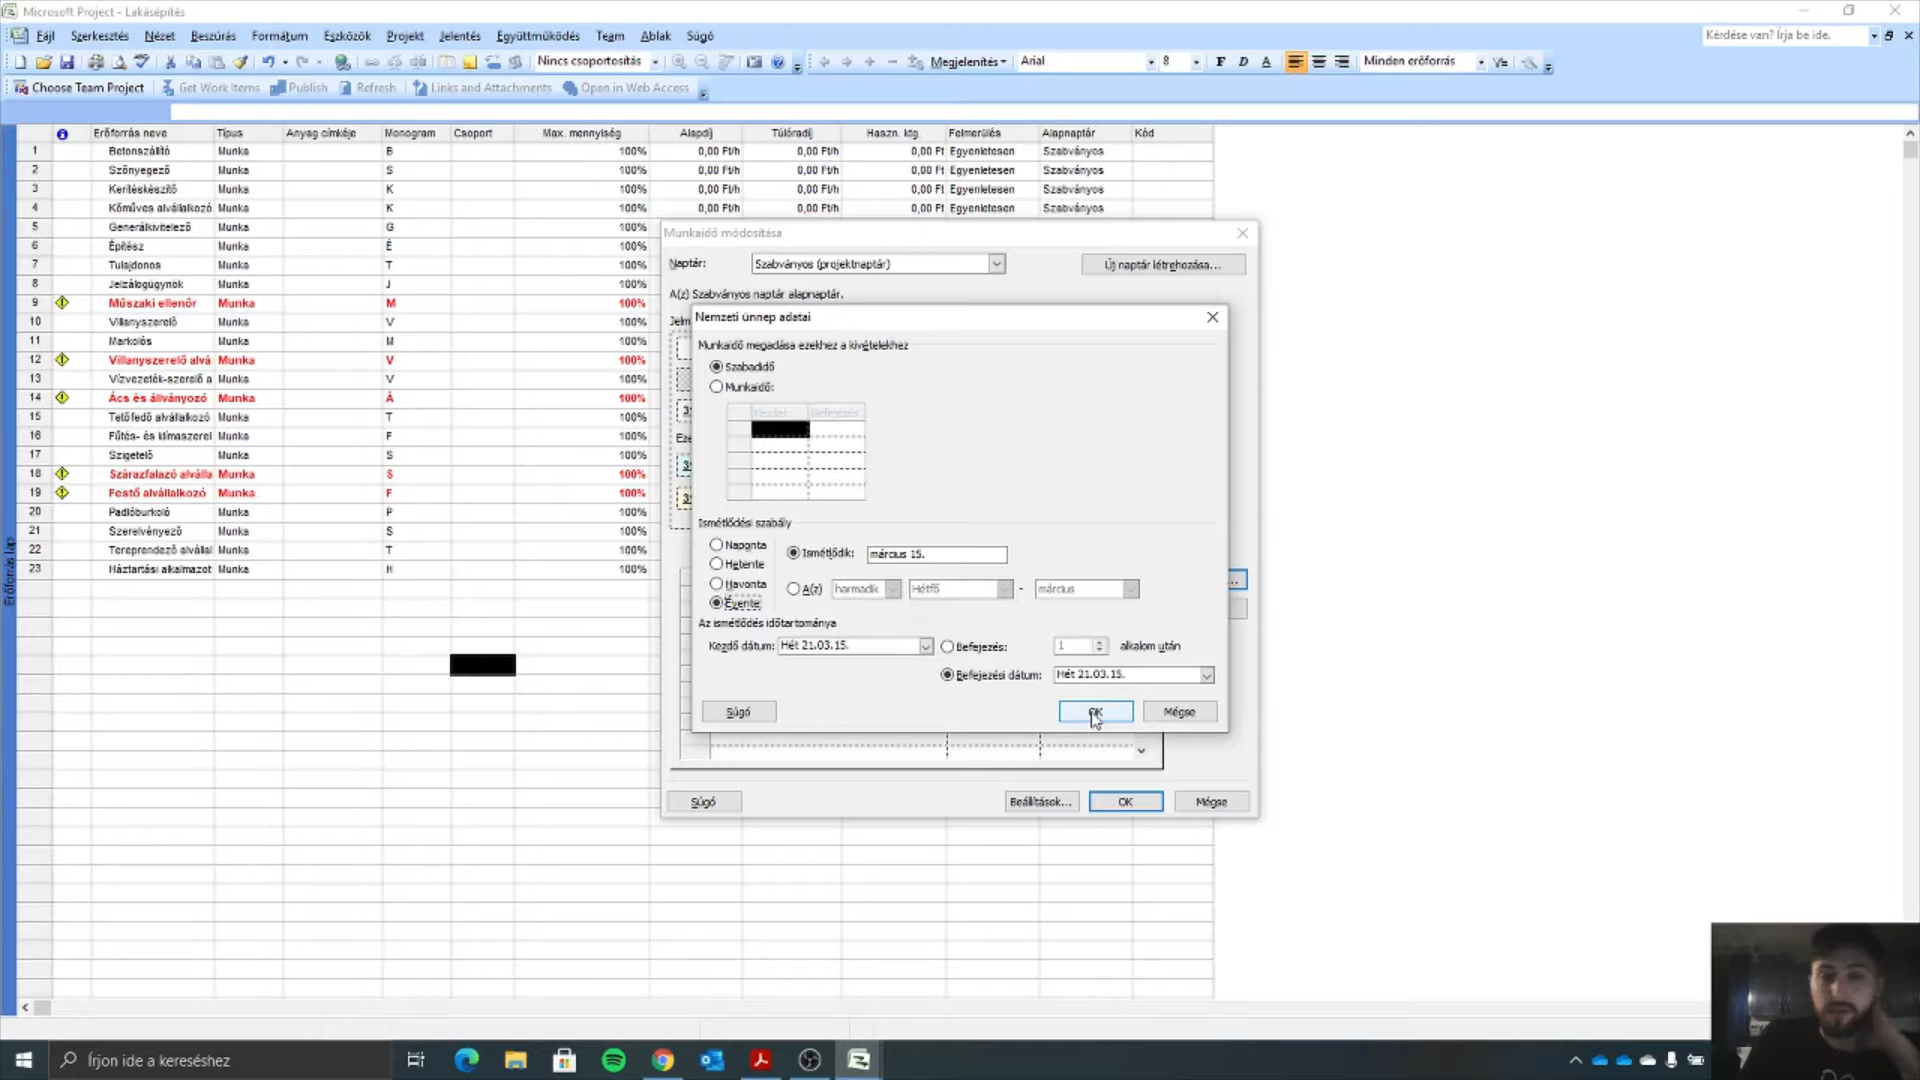 Microsoft Project - Lakásépítés
Fájl Szerkesztés Nézet Beszúrás Formátum Eszközök Projekt Jelentés Együttműködés Team Ablak Súgó
Kérdése van? Írja be ide.
Nincs csoportosítás Megjelenítés Arial 8 F D A Minden erőforrás
Choose Team Project Get Work Items Publish Refresh Links and Attachments Open in Web Access
Erőforrás neve Típus Anyag címkéje Monogram Csoport Max. mennyiség Alapdíj Túlóradíj Haszn. ktg. Felmerülés Alapnaptár Kód
1 Betonszállító Munka B 100% 0,00 Ft/h 0,00 Ft/h 0,00 Ft Egyenletesen Szabványos
2 Szőnyegező Munka S 100% 0,00 Ft/h 0,00 Ft/h 0,00 Ft Egyenletesen Szabványos
3 Kerítéskészítő Munka K 100% 0,00 Ft/h 0,00 Ft/h 0,00 Ft Egyenletesen Szabványos
4 Kőműves alvállalkozó Munka K 100% 0,00 Ft/h 0,00 Ft/h 0,00 Ft Egyenletesen Szabványos
5 Generálkivitelező Munka G 100%
6 Építész Munka É 100%
7 Tulajdonos Munka T 100%
8 Jelzálogügynök Munka J 100%
9 Műszaki ellenőr Munka M 100%
10 Villanyszerelő Munka V 100%
11 Markolós Munka M 100%
12 Villanyszerelő alvá Munka V 100%
13 Vízvezeték-szerelő a Munka V 100%
14 Ács és állványozó Munka Á 100%
15 Tetőfedő alvállalkozó Munka T 100%
16 Fűtés- és klímaszerel Munka F 100%
17 Szigetelő Munka S 100%
18 Szárazfalazó alválla Munka S 100%
19 Festő alvállalkozó Munka F 100%
20 Padlóburkoló Munka P 100%
21 Szerelvényező Munka S 100%
22 Tereprendező alvállal Munka T 100%
23 Háztartási alkalmazot Munka H 100%
Erőforrás lap
Munkaidő módosítása
Naptár: Szabványos (projektnaptár) Új naptár létrehozása...
A(z) Szabványos naptár alapnaptár.
Jelm
Eze
Nemzeti ünnep adatai
Munkaidő megadása ezekhez a kivételekhez
Szabadidő
Munkaidő:
Kezdet Befejezés
Ismétlődési szabály
Naponta
Hetente
Havonta
Évente
Ismétlődik: március 15.
A(z) harmadik Hétfő - március
Az ismétlődés időtartománya
Kezdő dátum: Hét 21.03.15. Befejezés: 1 alkalom után
Befejezési dátum: Hét 21.03.15.
Súgó OK Mégse
Súgó Beállítások... OK Mégse
Írjon ide a kereséshez